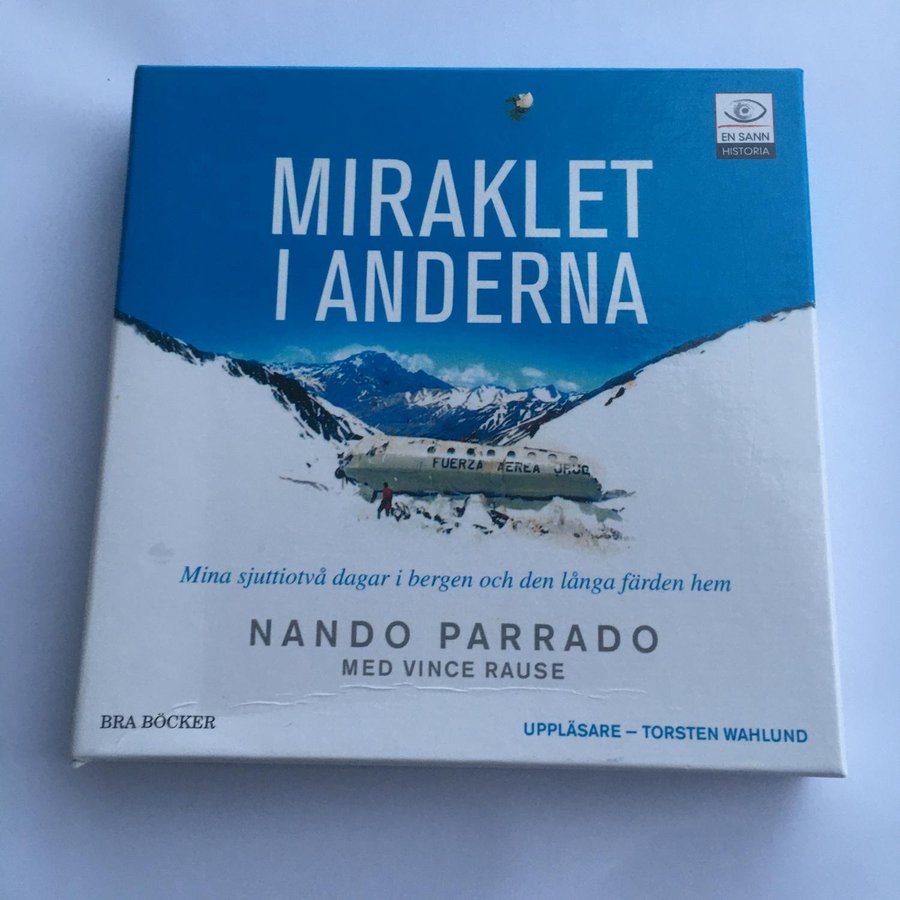 EN SANN
HISTORIA
MIRAKLET
I ANDERNA
FUERZA AEREA URUG
Mina sjuttiotvå dagar i bergen och den långa färden hem
NANDO PARRADO
MED VINCE RAUSE
BRA BÖCKER
UPPLÄSARE – TORSTEN WAHLUND